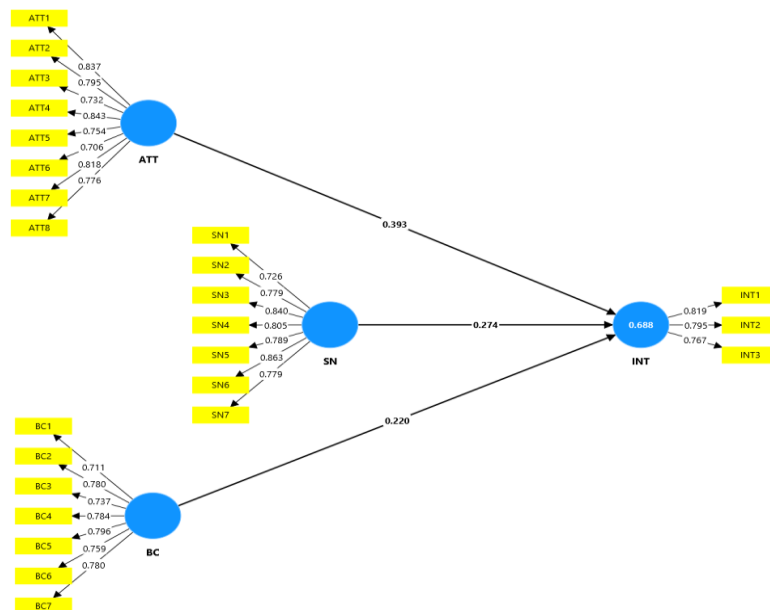 ATT1
ATT2
ATT3
ATT4
ATT5
ATT6
ATT7
ATT8
0.837
0.795
0.732
0.843
0.754
0.706
0.818
0.776
ATT
0.393
SN1
SN2
SN3
SN4
SN5
SN6
SN7
0.726
0.779
0.840
0.805
0.789
0.863
0.779
SN
0.274
0.688
INT
0.819
0.795
0.767
INT1
INT2
INT3
0.220
BC1
BC2
BC3
BC4
BC5
BC6
BC7
0.711
0.780
0.737
0.784
0.796
0.759
0.780
BC